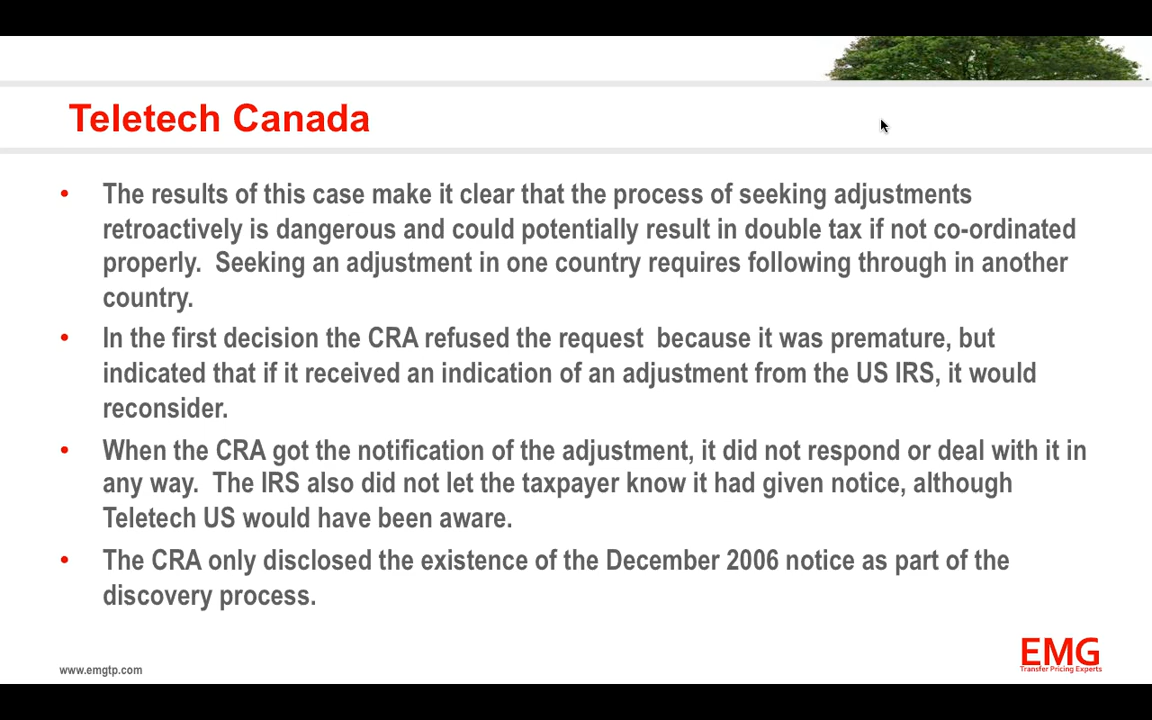 Teletech Canada
• The results of this case make it clear that the process of seeking adjustments
retroactively is dangerous and could potentially result in double tax if not co-ordinated
properly.  Seeking an adjustment in one country requires following through in another
country.
• In the first decision the CRA refused the request  because it was premature, but
indicated that if it received an indication of an adjustment from the US IRS, it would
reconsider.
• When the CRA got the notification of the adjustment, it did not respond or deal with it in
any way.  The IRS also did not let the taxpayer know it had given notice, although
Teletech US would have been aware.
• The CRA only disclosed the existence of the December 2006 notice as part of the
discovery process.
www.emgtp.com
EMG
Transfer Pricing Experts